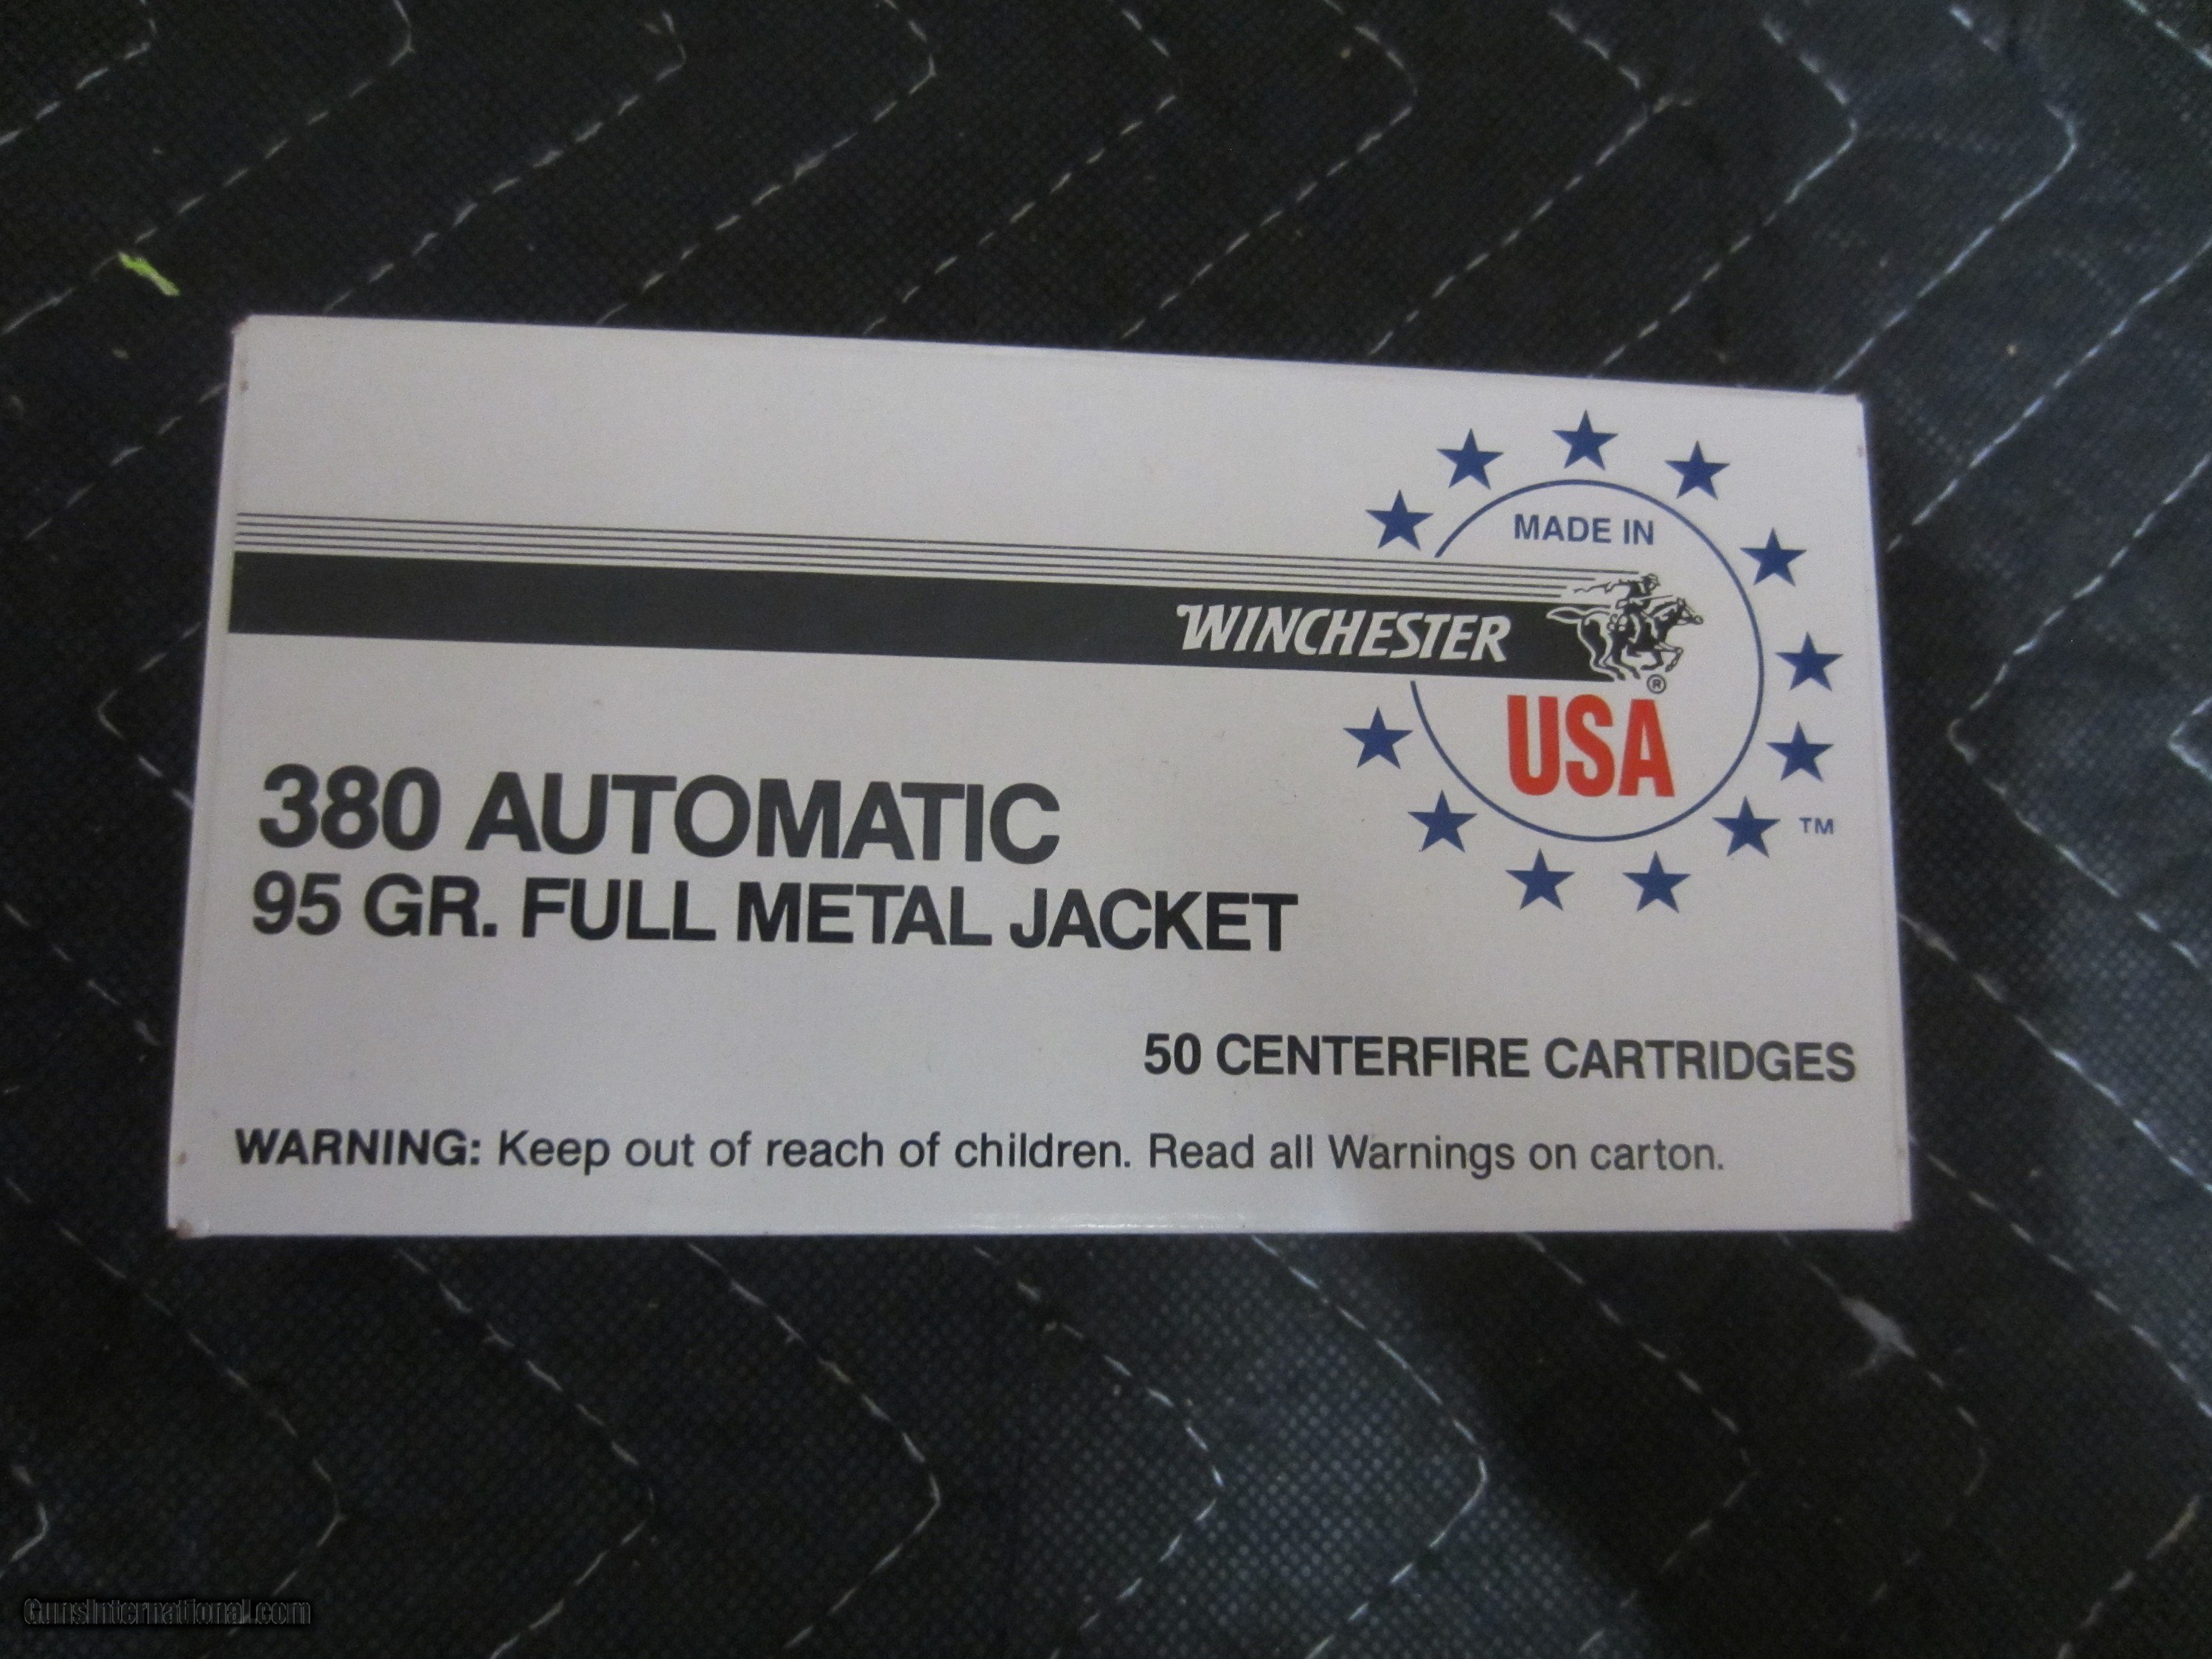 MADE IN
WINCHESTER
®
USA
TM
380 AUTOMATIC
95 GR. FULL METAL JACKET
50 CENTERFIRE CARTRIDGES
WARNING: Keep out of reach of children. Read all Warnings on carton.
GunsInternational.com